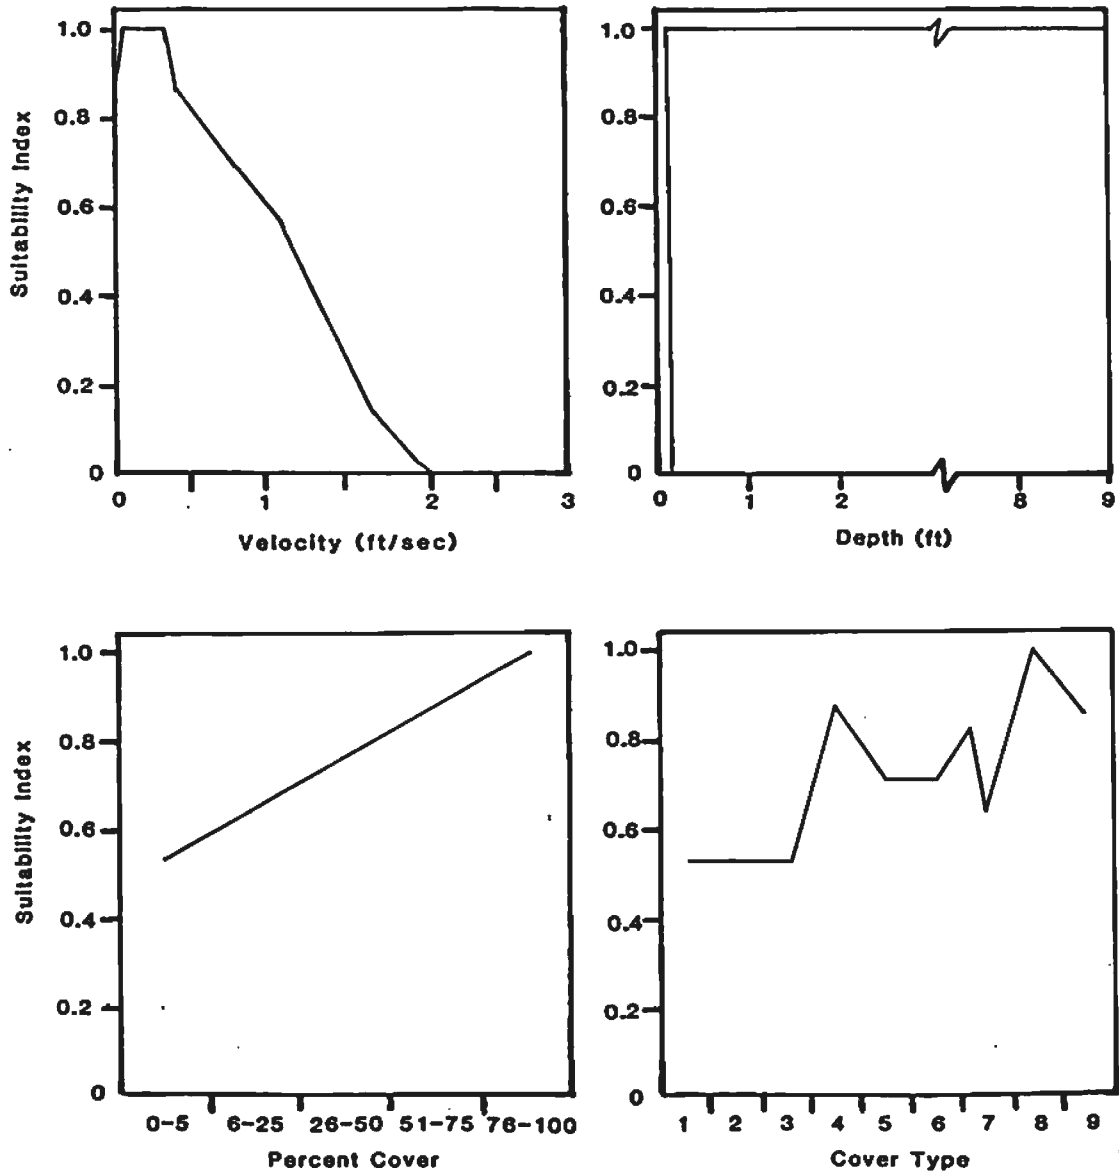 Suitability Index
1.0
0.8
0.6
0.4
0.2
0
0 1 2 3
Velocity (ft/sec)
1.0
0.8
0.6
0.4
0.2
0
0 1 2 8 9
Depth (ft)
Suitability Index
1.0
0.8
0.6
0.4
0.2
0
0-5 6-25 26-50 51-75 76-100
Percent Cover
1.0
0.8
0.6
0.4
0.2
0
1 2 3 4 5 6 7 8 9
Cover Type